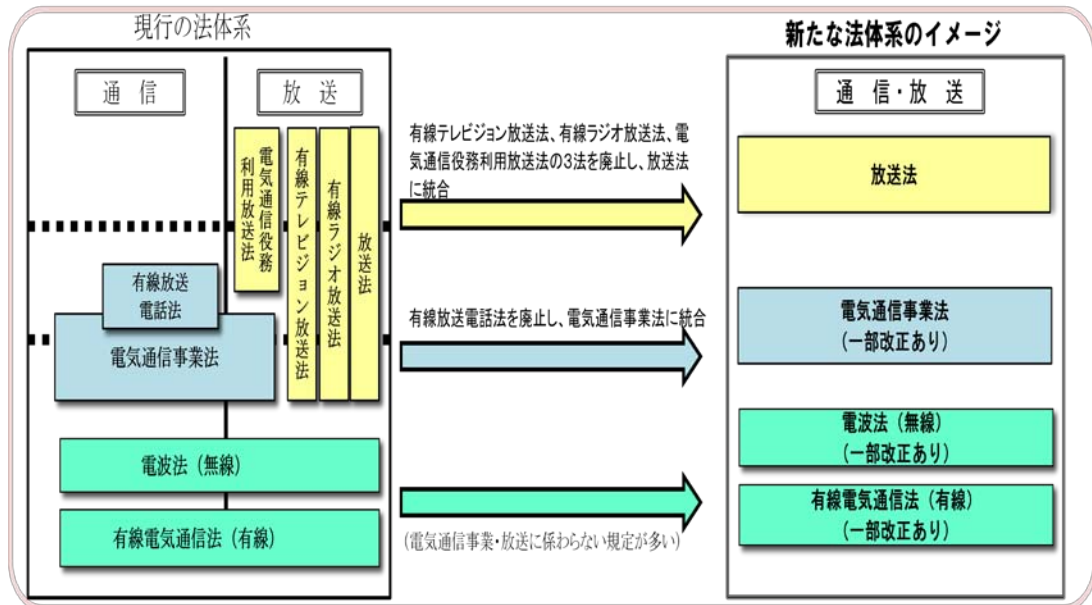 現行の法体系
通　信
放　送
電気通信役務
利用放送法
有線テレビジョン放送法
有線ラジオ放送法
放送法
有線放送
電話法
電気通信事業法
電波法（無線）
有線電気通信法（有線）
有線テレビジョン放送法、有線ラジオ放送法、電
気通信役務利用放送法の3法を廃止し、放送法
に統合
有線放送電話法を廃止し、電気通信事業法に統合
（電気通信事業・放送に係わらない規定が多い）
新たな法体系のイメージ
通　信・放　送
放送法
電気通信事業法
（一部改正あり）
電波法（無線）
（一部改正あり）
有線電気通信法（有線）
（一部改正あり）